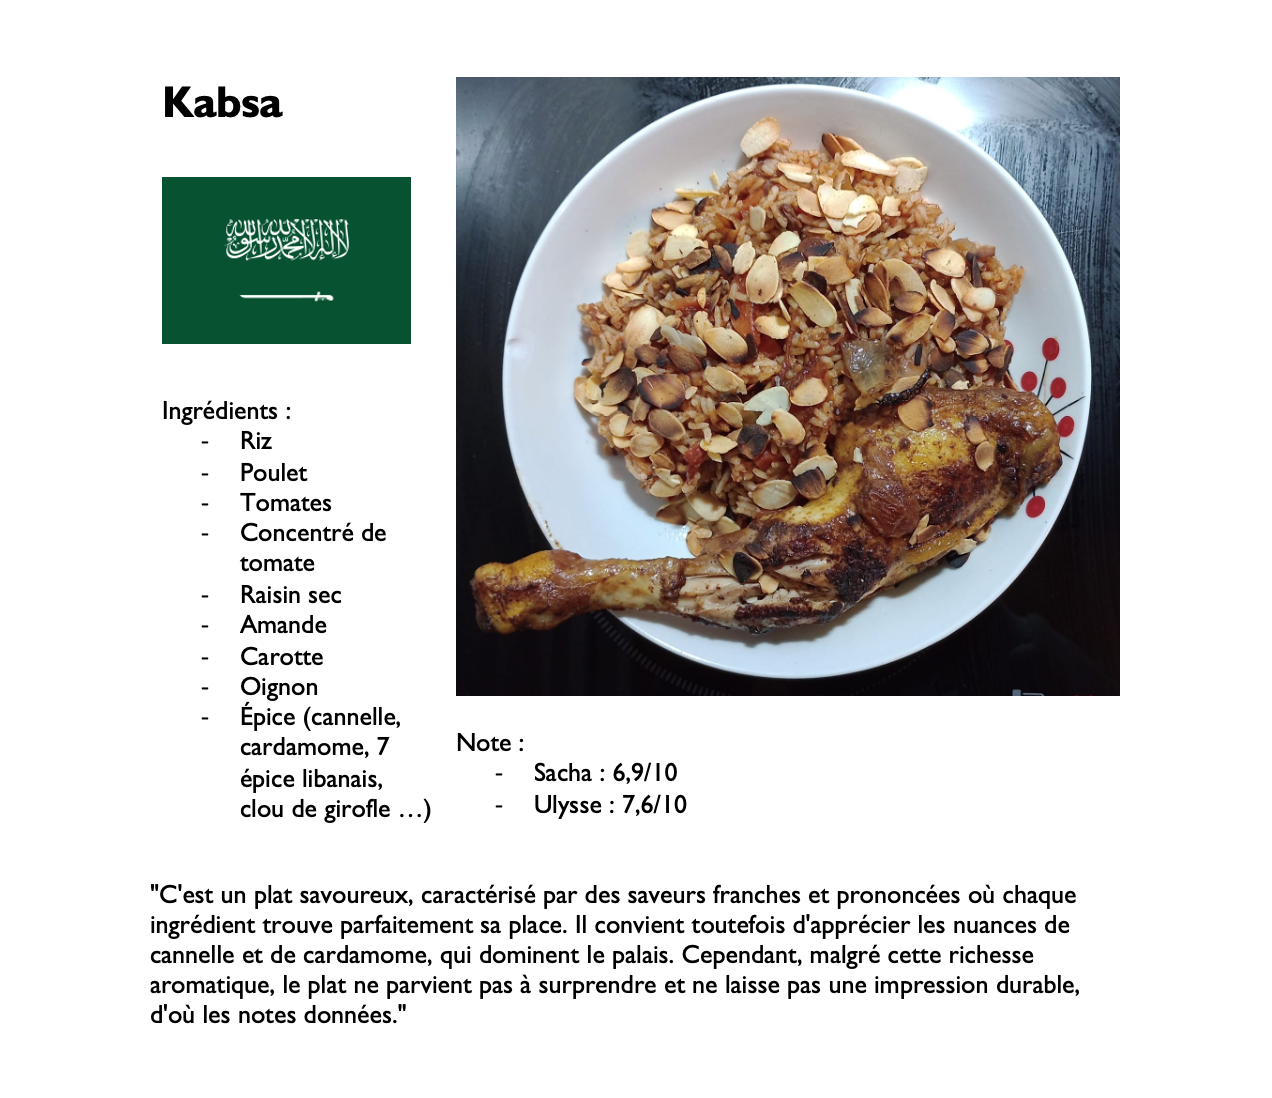 Kabsa
لا إله إلا الله محمد رسول الله
Ingrédients :
- Riz
- Poulet
- Tomates
- Concentré de
tomate
- Raisin sec
- Amande
- Carotte
- Oignon
- Épice (cannelle,
cardamome, 7
épice libanais,
clou de girofle …)
Note :
- Sacha : 6,9/10
- Ulysse : 7,6/10
"C'est un plat savoureux, caractérisé par des saveurs franches et prononcées où chaque
ingrédient trouve parfaitement sa place. Il convient toutefois d'apprécier les nuances de
cannelle et de cardamome, qui dominent le palais. Cependant, malgré cette richesse
aromatique, le plat ne parvient pas à surprendre et ne laisse pas une impression durable,
d'où les notes données."